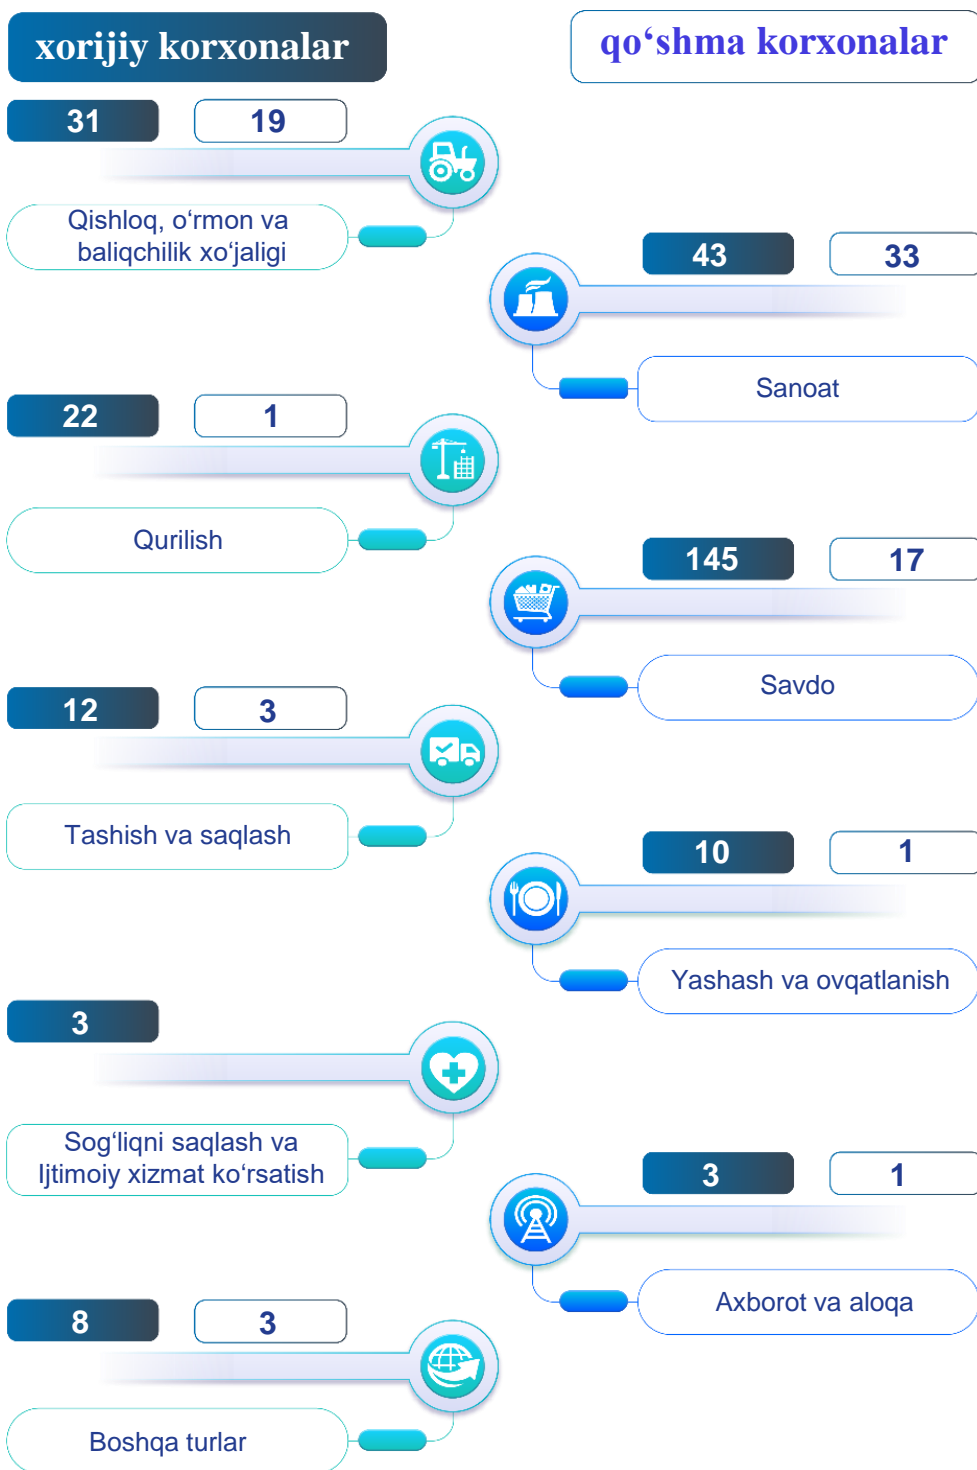 xorijiy korxonalar
qo‘shma korxonalar
31
19
Qishloq, o‘rmon va
baliqchilik xo‘jaligi
43
33
Sanoat
22
1
Qurilish
145
17
Savdo
12
3
Tashish va saqlash
10
1
Yashash va ovqatlanish
3
Sog‘liqni saqlash va
Ijtimoiy xizmat ko‘rsatish
3
1
Axborot va aloqa
8
3
Boshqa turlar